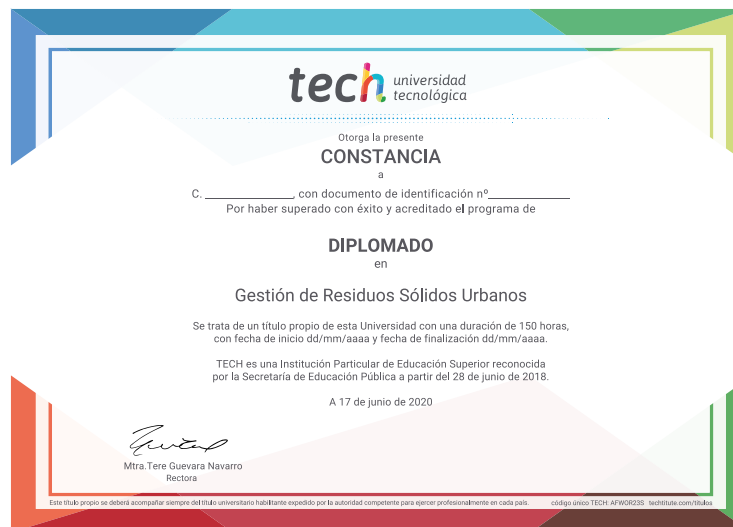 tech universidad
tecnológica
Otorga la presente
CONSTANCIA
a
C. ________________, con documento de identificación nº______________
Por haber superado con éxito y acreditado el programa de
DIPLOMADO
en
Gestión de Residuos Sólidos Urbanos
Se trata de un título propio de esta Universidad con una duración de 150 horas,
con fecha de inicio dd/mm/aaaa y fecha de finalización dd/mm/aaaa.
TECH es una Institución Particular de Educación Superior reconocida
por la Secretaría de Educación Pública a partir del 28 de junio de 2018.
A 17 de junio de 2020
Mtra.Tere Guevara Navarro
Rectora
Este título propio se deberá acompañar siempre del título universitario habilitante expedido por la autoridad competente para ejercer profesionalmente en cada país. código único TECH: AFWOR23S techtitute.com/titulos